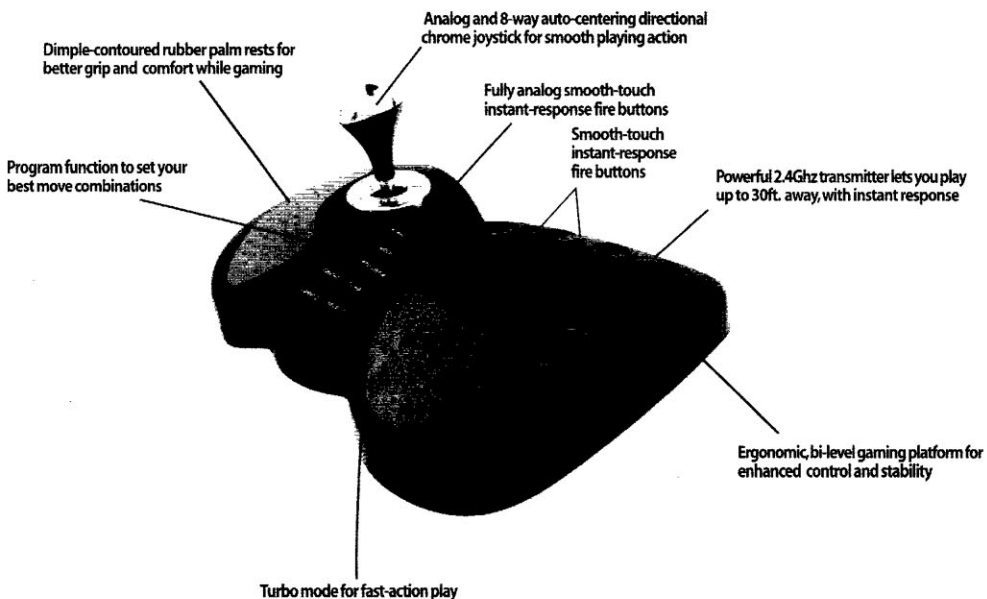 Analog and 8-way auto-centering directional
chrome joystick for smooth playing action
Dimple-contoured rubber palm rests for
better grip and comfort while gaming
Fully analog smooth-touch
instant-response fire buttons
Smooth-touch
instant-response
fire buttons
Program function to set your
best move combinations
Powerful 2.4Ghz transmitter lets you play
up to 30ft. away, with instant response
Ergonomic, bi-level gaming platform for
enhanced control and stability
Turbo mode for fast-action play